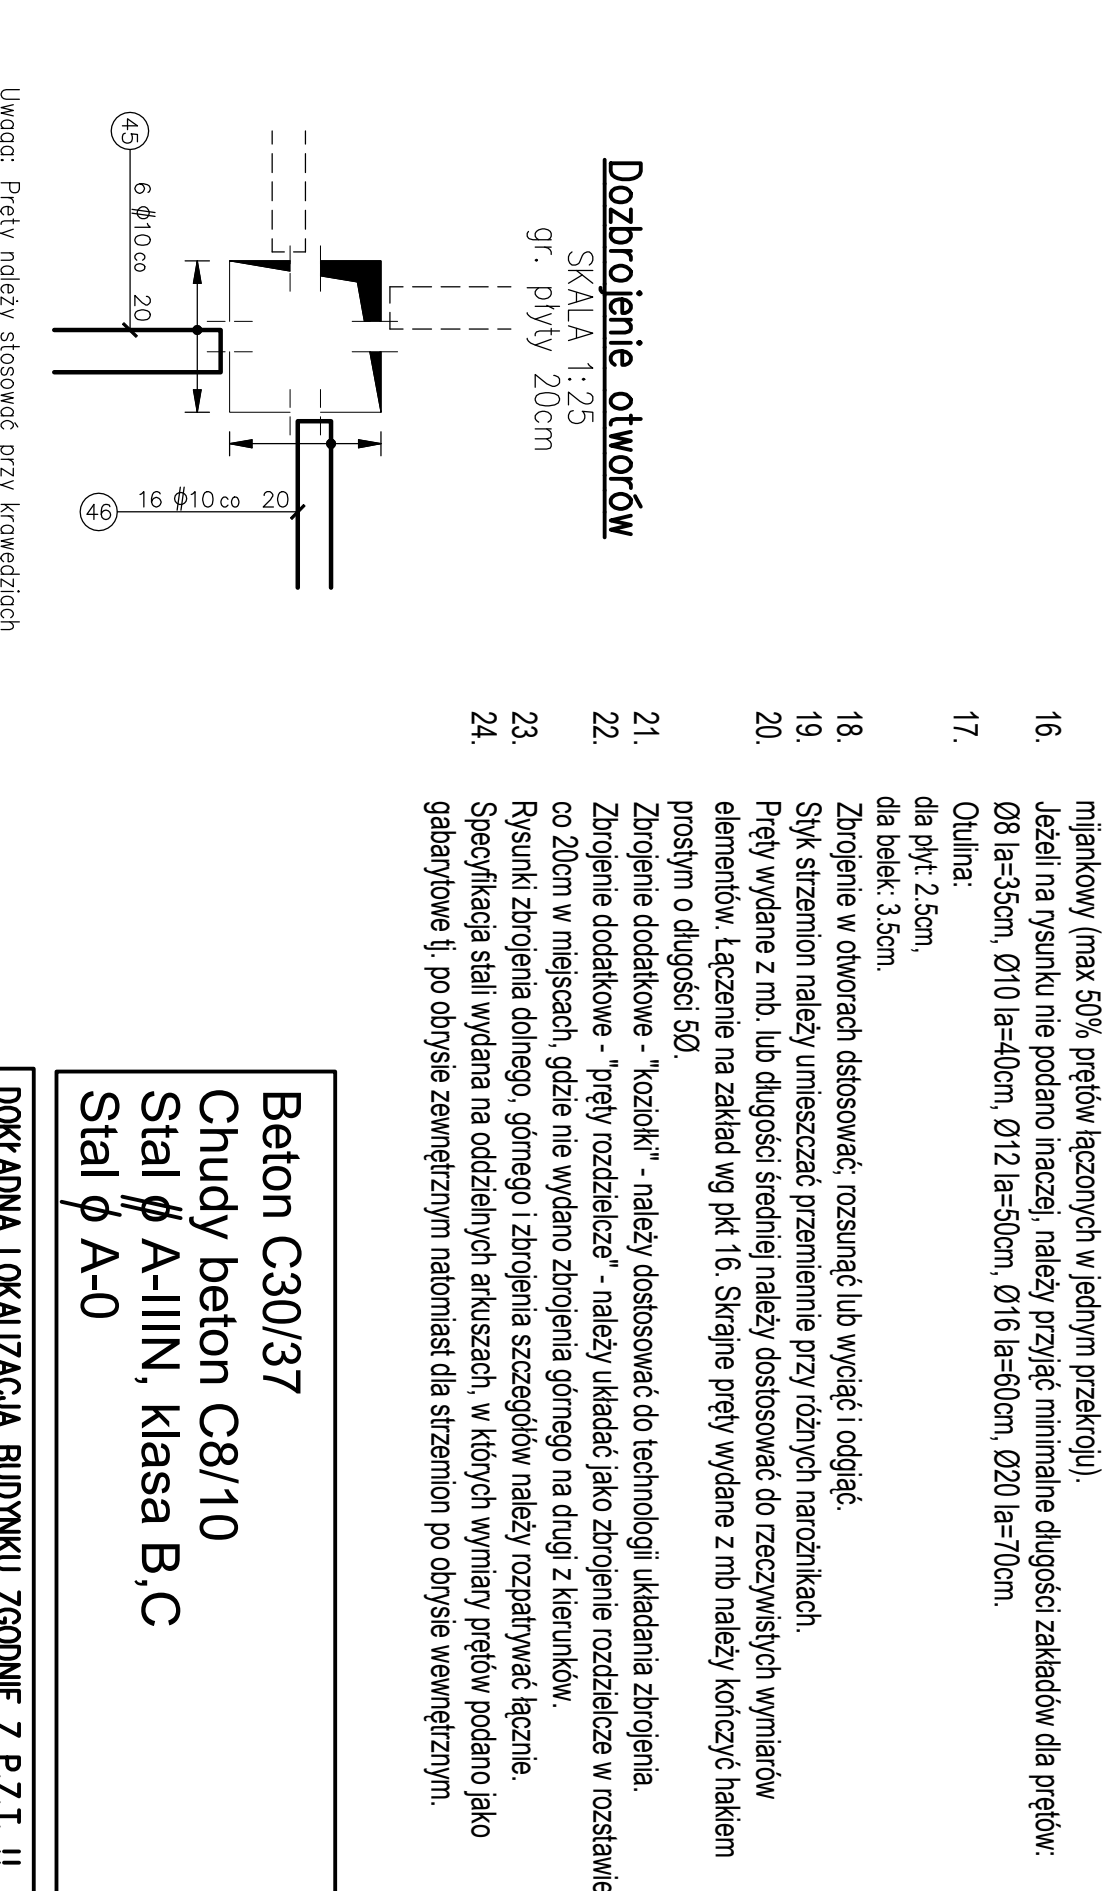 mijankowy (max 50% prętów łączonych w jednym przekroju).
16. Jeżeli na rysunku nie podano inaczej, należy przyjąć minimalne długości zakładów dla prętów:
Ø8 la=35cm, Ø10 la=40cm, Ø12 la=50cm, Ø16 la=60cm, Ø20 la=70cm.
17. Otulina:
dla płyt: 2.5cm,
dla belek: 3.5cm.
18. Zbrojenie w otworach dstosować; rozsunąć lub wyciąć i odgiąć.
19. Styk strzemion należy umieszczać przemiennie przy różnych narożnikach.
20. Pręty wydane z mb. lub długości średniej należy dostosować do rzeczywistych wymiarów
elementów. Łączenie na zakład wg pkt 16. Skrajne pręty wydane z mb należy kończyć hakiem
prostym o długości 5Ø.
21. Zbrojenie dodatkowe - "koziołki" - należy dostosować do technologii układania zbrojenia.
22. Zbrojenie dodatkowe - "pręty rozdzielcze" - należy układać jako zbrojenie rozdzielcze w rozstawie
co 20cm w miejscach, gdzie nie wydano zbrojenia górnego na drugi z kierunków.
23. Rysunki zbrojenia dolnego, górnego i zbrojenia szczegółów należy rozpatrywać łącznie.
24. Specyfikacja stali wydana na oddzielnych arkuszach, w których wymiary prętów podano jako
gabarytowe tj. po obrysie zewnętrznym natomiast dla strzemion po obrysie wewnętrznym.
Dozbrojenie otworów
SKALA 1:25
gr. płyty 20cm
45 6 ϕ10 co 20
46 16 ϕ10 co 20
Uwaga: Pręty należy stosować przy krawędziach
Beton C30/37
Chudy beton C8/10
Stal ϕ A-IIIN, klasa B,C
Stal ϕ A-0
DOKŁADNA LOKALIZACJA BUDYNKU ZGODNIE Z P.Z.T. !!